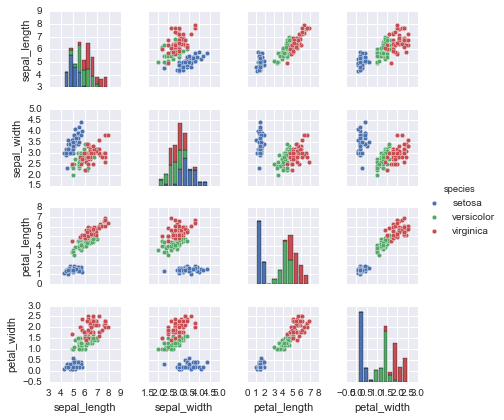 9
8
7
6
5
4
3
sepal_length
5.0
4.5
4.0
3.5
3.0
2.5
2.0
1.5
sepal_width
8
7
6
5
4
3
2
1
0
petal_length
3.0
2.5
2.0
1.5
1.0
0.5
0.0
−0.5
petal_width
3 4 5 6 7 8 9
1.5 2.0 2.5 3.0 3.5 4.0 4.5 5.0
0 1 2 3 4 5 6 7 8
−0.5 0.0 0.5 1.0 1.5 2.0 2.5 3.0
sepal_length
sepal_width
petal_length
petal_width
species
setosa
versicolor
virginica